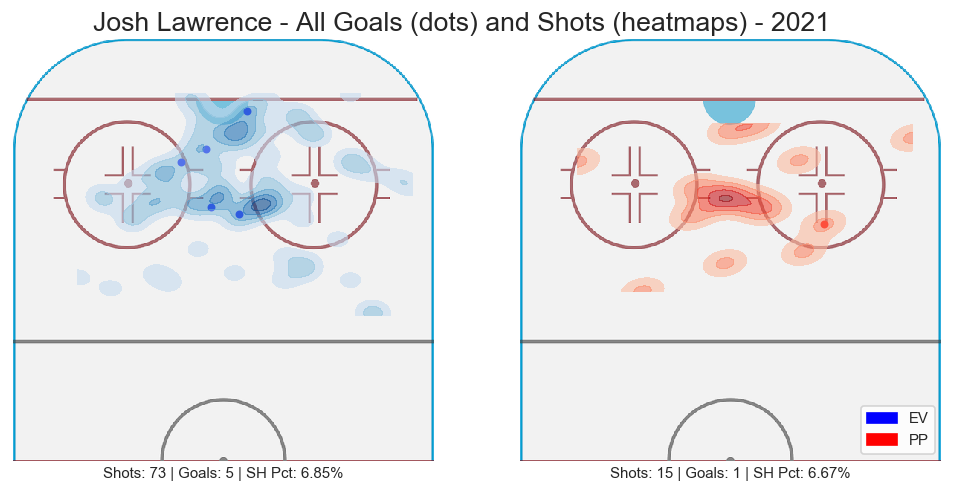 Josh Lawrence - All Goals (dots) and Shots (heatmaps) - 2021
EV
PP
Shots: 73 | Goals: 5 | SH Pct: 6.85%
Shots: 15 | Goals: 1 | SH Pct: 6.67%